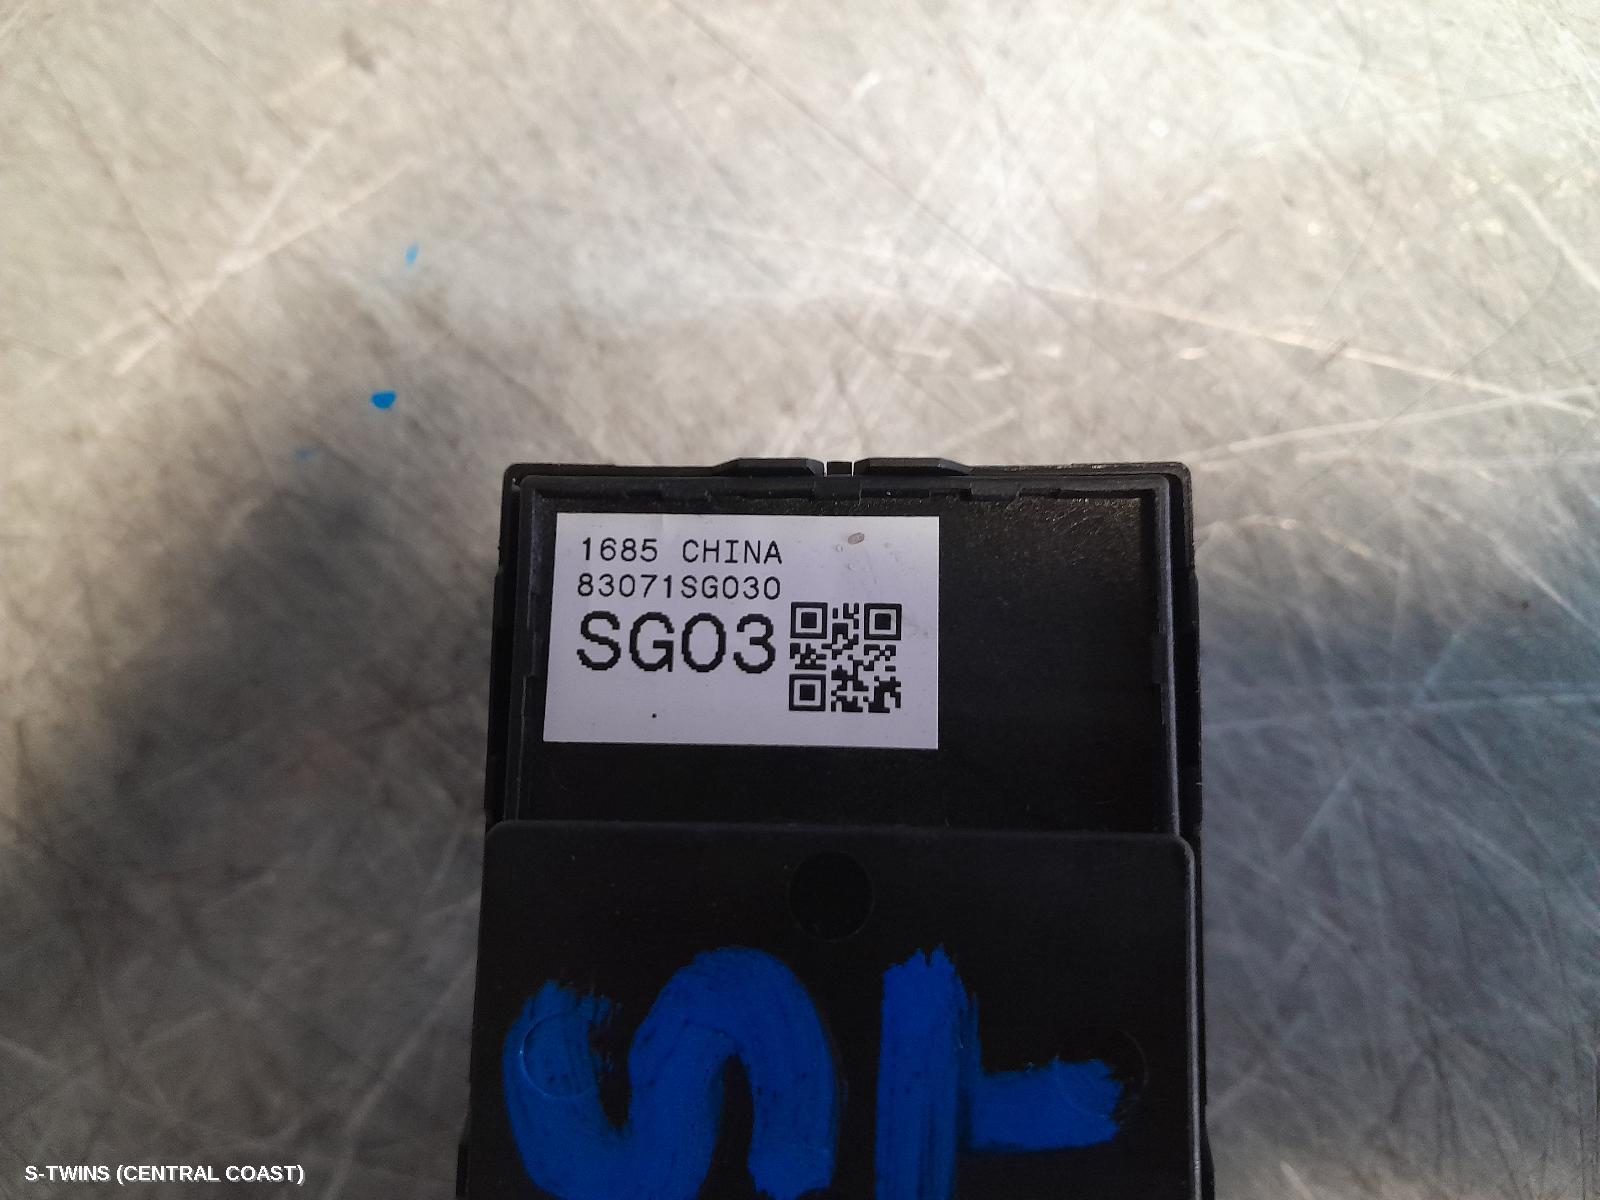 1685 CHINA
83071SG030
SG03
S-TWINS (CENTRAL COAST)